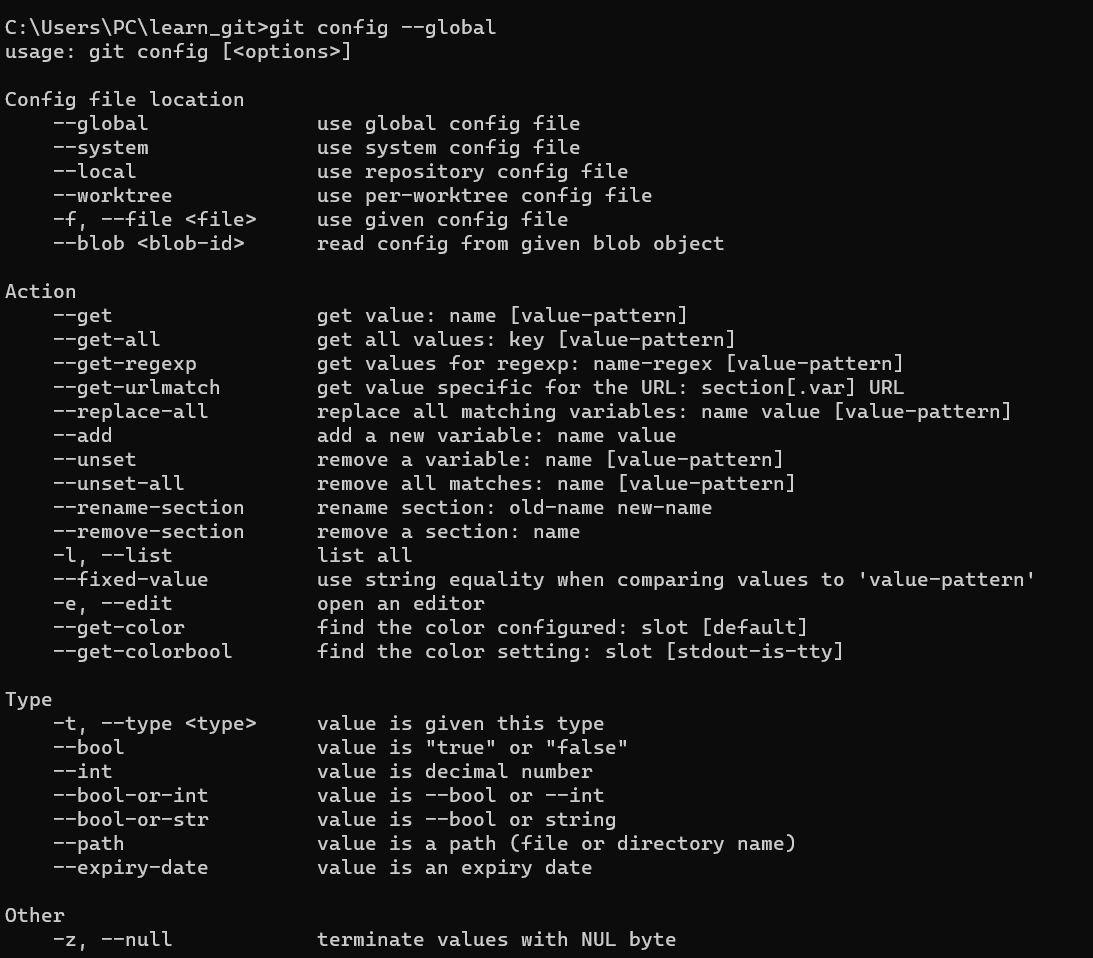 C:\Users\PC\learn_git>git config --global
usage: git config [<options>]

Config file location
    --global              use global config file
    --system              use system config file
    --local               use repository config file
    --worktree            use per-worktree config file
    -f, --file <file>     use given config file
    --blob <blob-id>      read config from given blob object

Action
    --get                 get value: name [value-pattern]
    --get-all             get all values: key [value-pattern]
    --get-regexp          get values for regexp: name-regex [value-pattern]
    --get-urlmatch        get value specific for the URL: section[.var] URL
    --replace-all         replace all matching variables: name value [value-pattern]
    --add                 add a new variable: name value
    --unset               remove a variable: name [value-pattern]
    --unset-all           remove all matches: name [value-pattern]
    --rename-section      rename section: old-name new-name
    --remove-section      remove a section: name
    -l, --list            list all
    --fixed-value         use string equality when comparing values to 'value-pattern'
    -e, --edit            open an editor
    --get-color           find the color configured: slot [default]
    --get-colorbool       find the color setting: slot [stdout-is-tty]

Type
    -t, --type <type>     value is given this type
    --bool                value is "true" or "false"
    --int                 value is decimal number
    --bool-or-int         value is --bool or --int
    --bool-or-str         value is --bool or string
    --path                value is a path (file or directory name)
    --expiry-date         value is an expiry date

Other
    -z, --null            terminate values with NUL byte